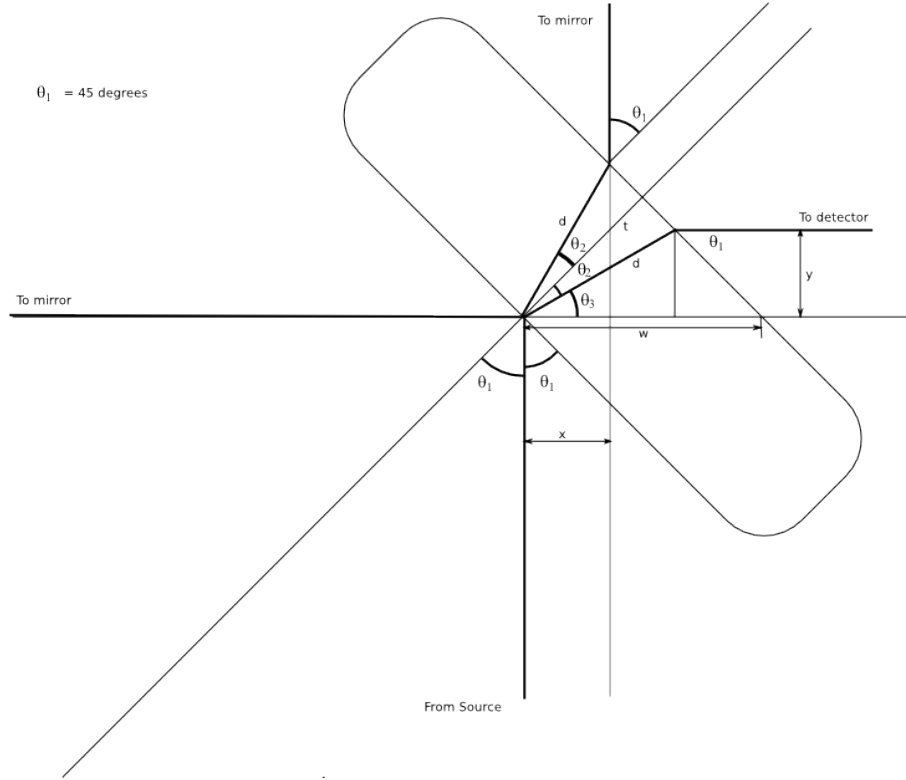 To mirror
θ1 = 45 degrees
θ1
To detector
d
t
θ2
θ1
θ2
d
y
θ3
To mirror
w
θ1
θ1
x
From Source